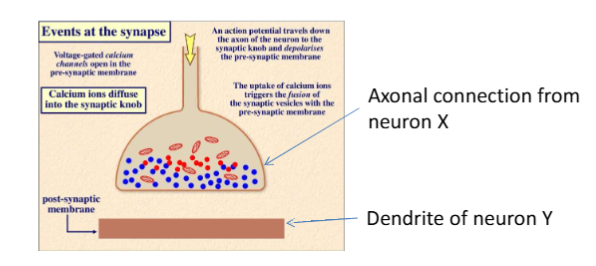 Events at the synapse
An action potential travels down
the axon of the neuron to the
synaptic knob and depolarises
the pre-synaptic membrane
Voltage-gated calcium
channels open in the
pre-synaptic membrane
Calcium ions diffuse
into the synaptic knob
The uptake of calcium ions
triggers the fusion of
the synaptic vesicles with the
pre-synaptic membrane
Axonal connection from
neuron X
post-synaptic
membrane
Dendrite of neuron Y